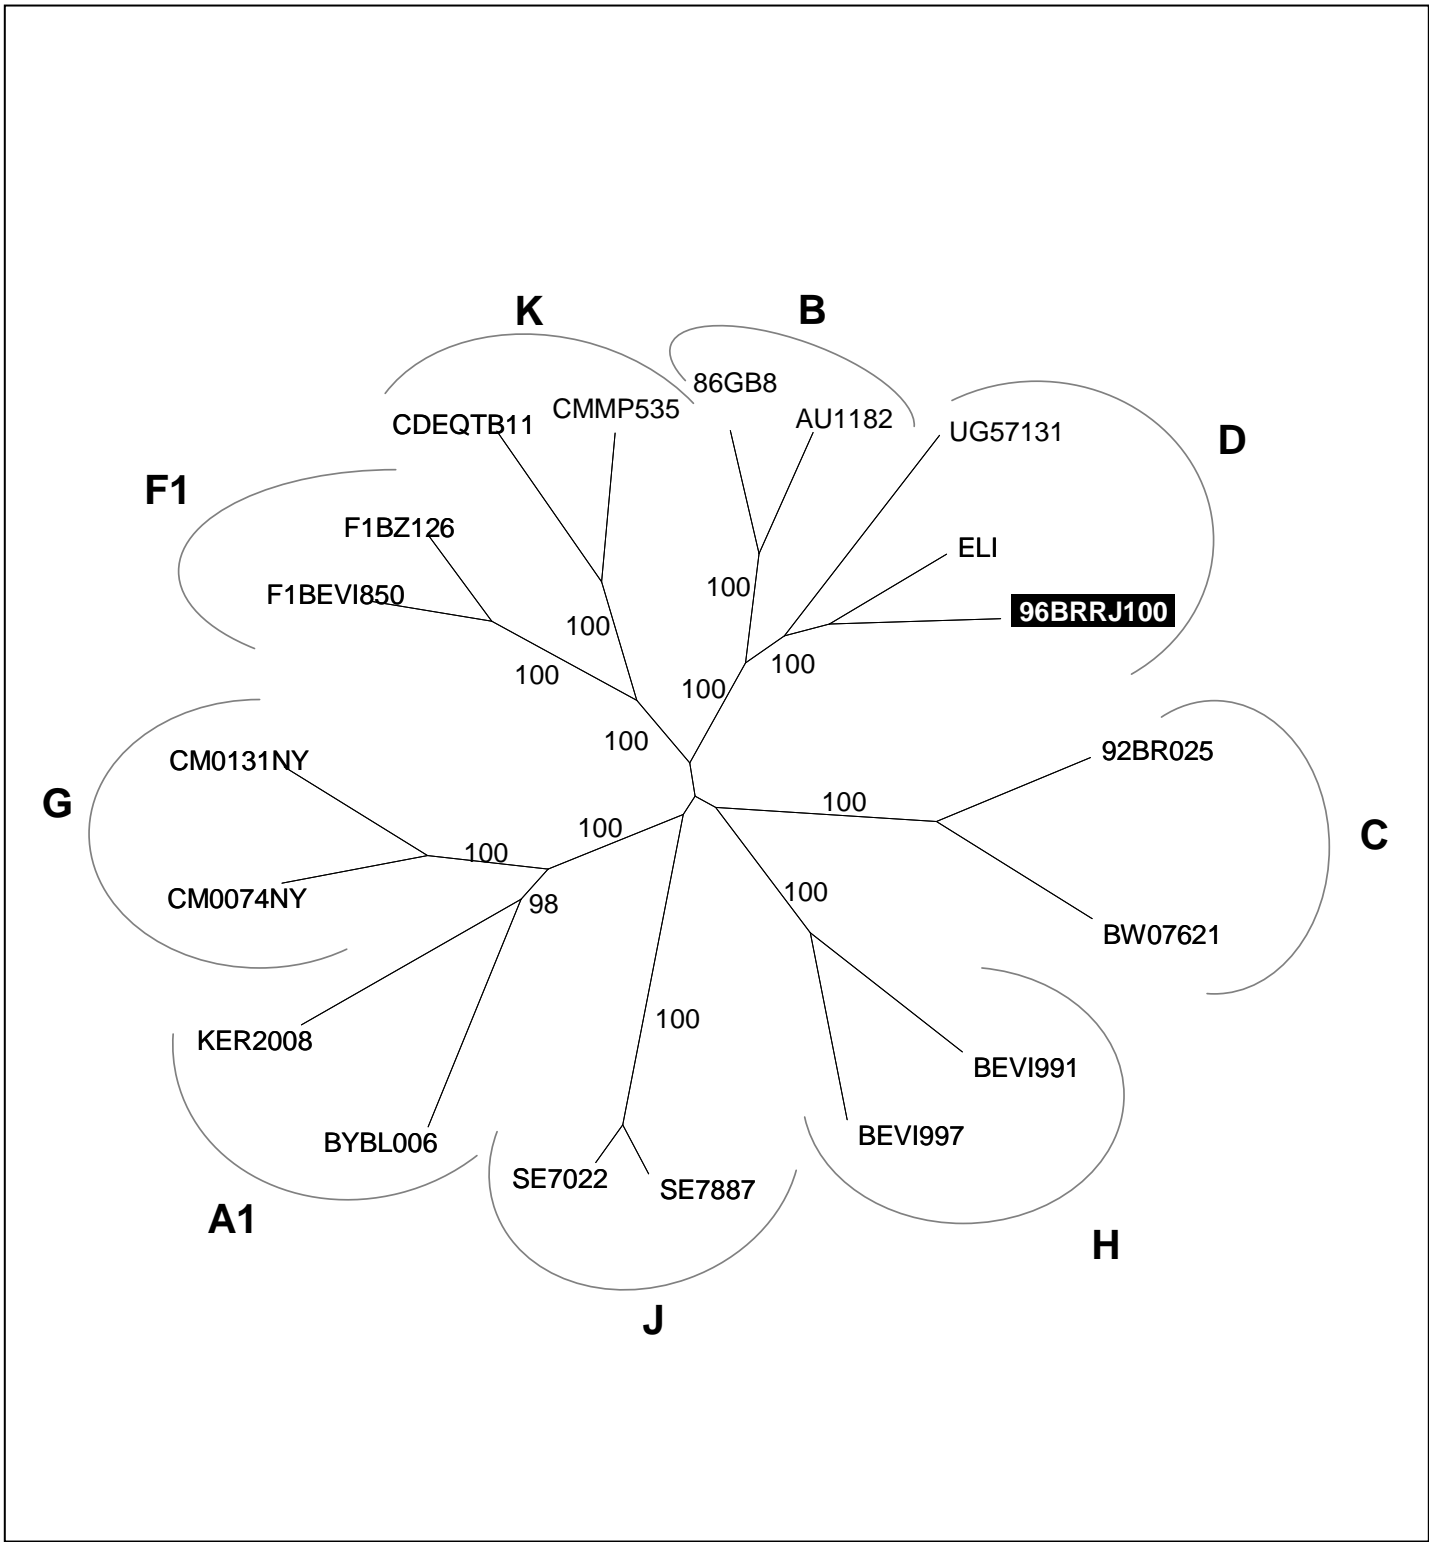 K
B
86GB8
CMMP535
CDEQTB11
AU1182
UG57131
D
F1
F1BZ126
ELI
F1BEVI850
100
96BRRJ100
100
100
100
100
100
92BR025
CM0131NY
G
100
100
C
100
100
98
CM0074NY
BW07621
100
KER2008
BEVI991
BYBL006
BEVI997
SE7022
SE7887
A1
H
J